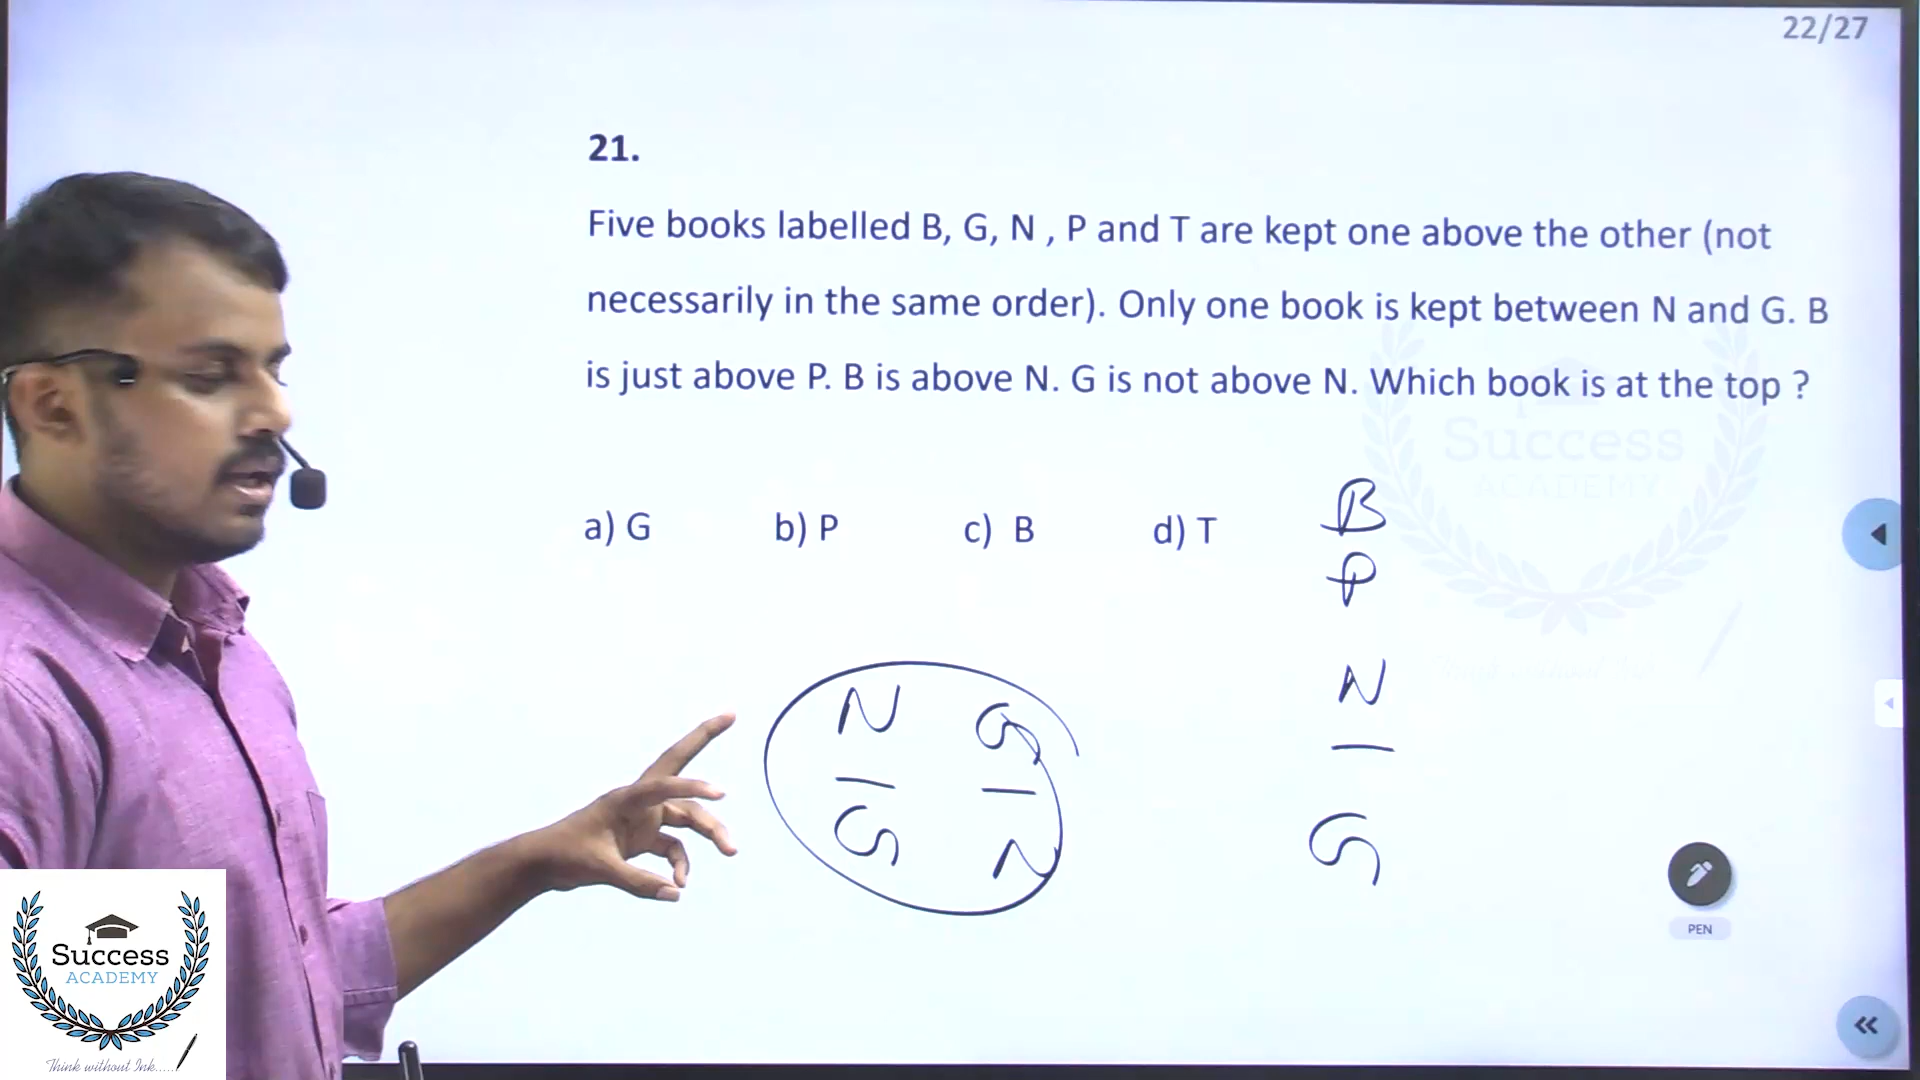 22/27
21.
Five books labelled B, G, N , P and T are kept one above the other (not
necessarily in the same order). Only one book is kept between N and G. B
is just above P. B is above N. G is not above N. Which book is at the top ?
Success
ACADEMY
a) G b) P c) B d) T
B
P
N
—
G
N G
— —
G N
PEN
Success
ACADEMY
Think without Ink.....